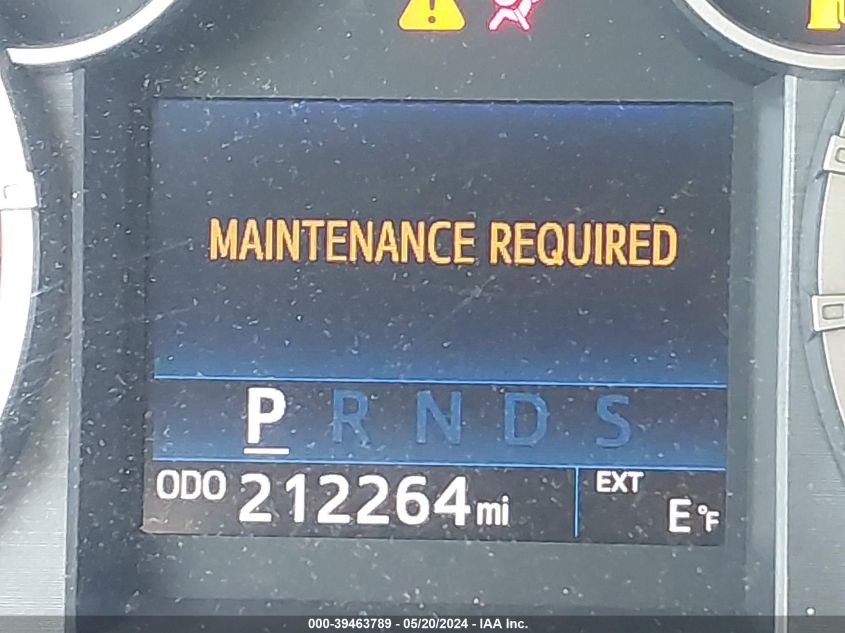 MAINTENANCE REQUIRED
P R N D S
ODO 212264 mi EXT E °F
000-39463789 - 05/20/2024 - IAA Inc.